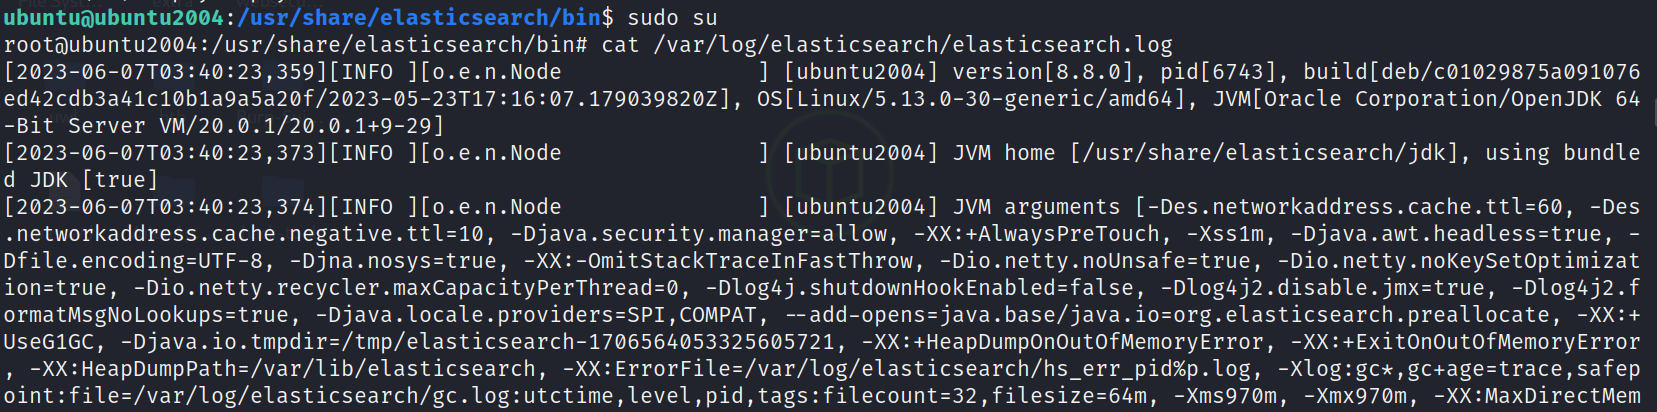 ubuntu@ubuntu2004:/usr/share/elasticsearch/bin$ sudo su
root@ubuntu2004:/usr/share/elasticsearch/bin# cat /var/log/elasticsearch/elasticsearch.log
[2023-06-07T03:40:23,359][INFO ][o.e.n.Node               ] [ubuntu2004] version[8.8.0], pid[6743], build[deb/c01029875a091076
ed42cdb3a41c10b1a9a5a20f/2023-05-23T17:16:07.179039820Z], OS[Linux/5.13.0-30-generic/amd64], JVM[Oracle Corporation/OpenJDK 64
-Bit Server VM/20.0.1/20.0.1+9-29]
[2023-06-07T03:40:23,373][INFO ][o.e.n.Node               ] [ubuntu2004] JVM home [/usr/share/elasticsearch/jdk], using bundle
d JDK [true]
[2023-06-07T03:40:23,374][INFO ][o.e.n.Node               ] [ubuntu2004] JVM arguments [-Des.networkaddress.cache.ttl=60, -Des
.networkaddress.cache.negative.ttl=10, -Djava.security.manager=allow, -XX:+AlwaysPreTouch, -Xss1m, -Djava.awt.headless=true, -
Dfile.encoding=UTF-8, -Djna.nosys=true, -XX:-OmitStackTraceInFastThrow, -Dio.netty.noUnsafe=true, -Dio.netty.noKeySetOptimizat
ion=true, -Dio.netty.recycler.maxCapacityPerThread=0, -Dlog4j.shutdownHookEnabled=false, -Dlog4j2.disable.jmx=true, -Dlog4j2.f
ormatMsgNoLookups=true, -Djava.locale.providers=SPI,COMPAT, --add-opens=java.base/java.io=org.elasticsearch.preallocate, -XX:+
UseG1GC, -Djava.io.tmpdir=/tmp/elasticsearch-1706564053325605721, -XX:+HeapDumpOnOutOfMemoryError, -XX:+ExitOnOutOfMemoryError
, -XX:HeapDumpPath=/var/lib/elasticsearch, -XX:ErrorFile=/var/log/elasticsearch/hs_err_pid%p.log, -Xlog:gc*,gc+age=trace,safep
oint:file=/var/log/elasticsearch/gc.log:utctime,level,pid,tags:filecount=32,filesize=64m, -Xms970m, -Xmx970m, -XX:MaxDirectMem